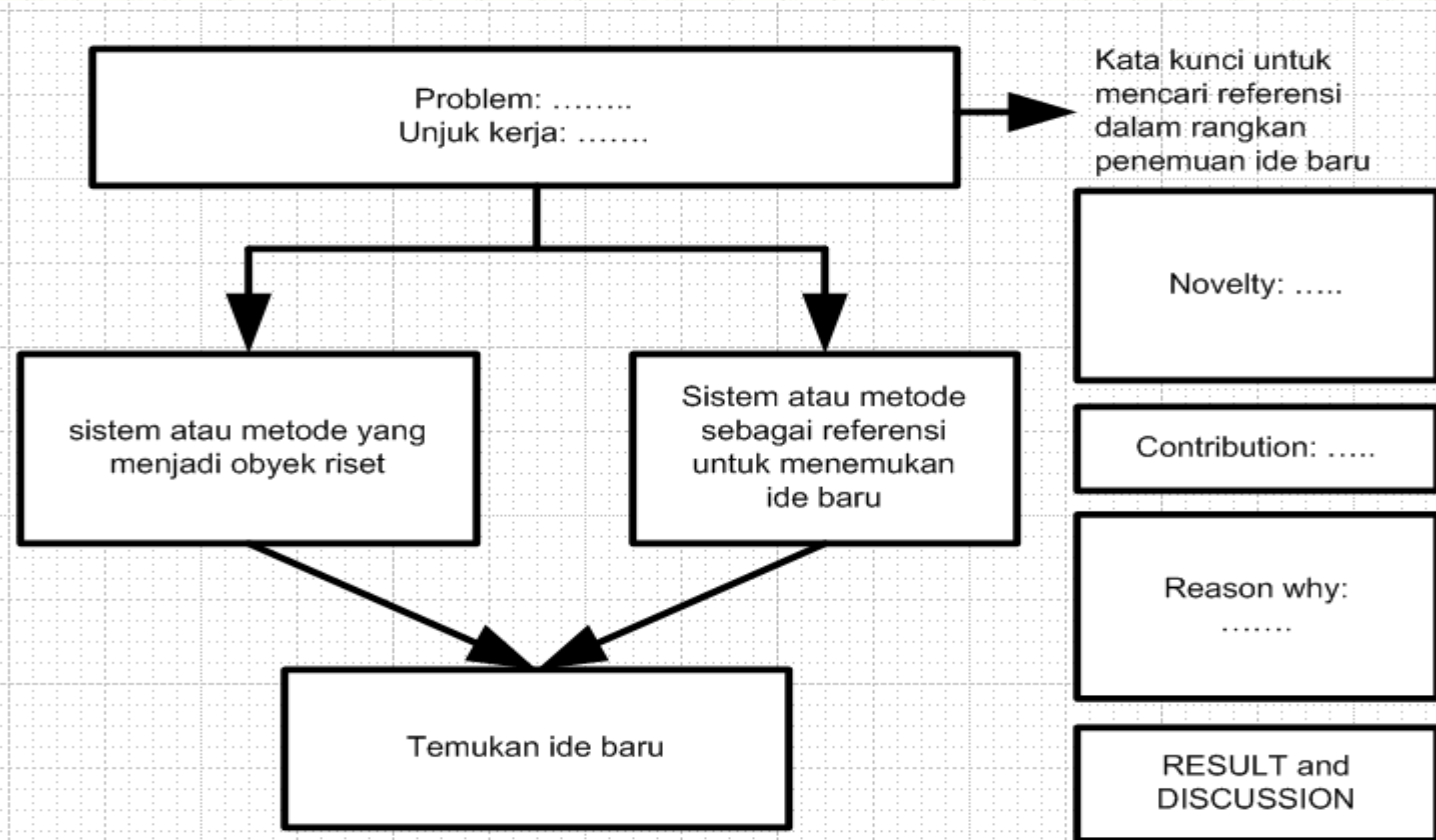 Problem: ........
Unjuk kerja: .......
Kata kunci untuk
mencari referensi
dalam rangkan
penemuan ide baru
Novelty: .....
sistem atau metode yang
menjadi obyek riset
Sistem atau metode
sebagai referensi
untuk menemukan
ide baru
Contribution: .....
Reason why:
.......
Temukan ide baru
RESULT and
DISCUSSION